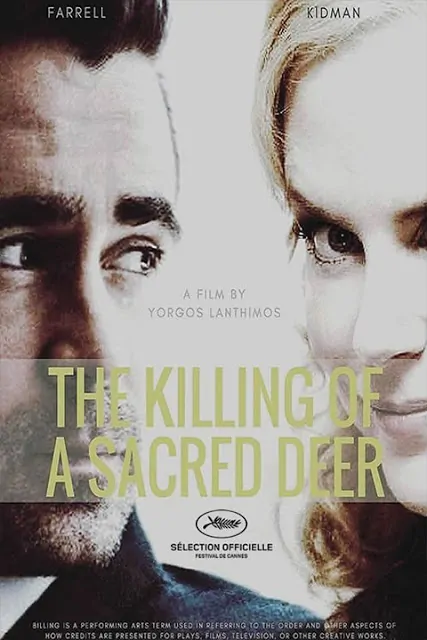 FARRELL KIDMAN
A FILM BY
YORGOS LANTHIMOS
THE KILLING OF
A SACRED DEER
SÉLECTION OFFICIELLE
FESTIVAL DE CANNES
BILLING IS A PERFORMING ARTS TERM USED IN REFERRING TO THE ORDER AND OTHER ASPECTS OF
HOW CREDITS ARE PRESENTED FOR PLAYS, FILMS, TELEVISION, OR OTHER CREATIVE WORKS.